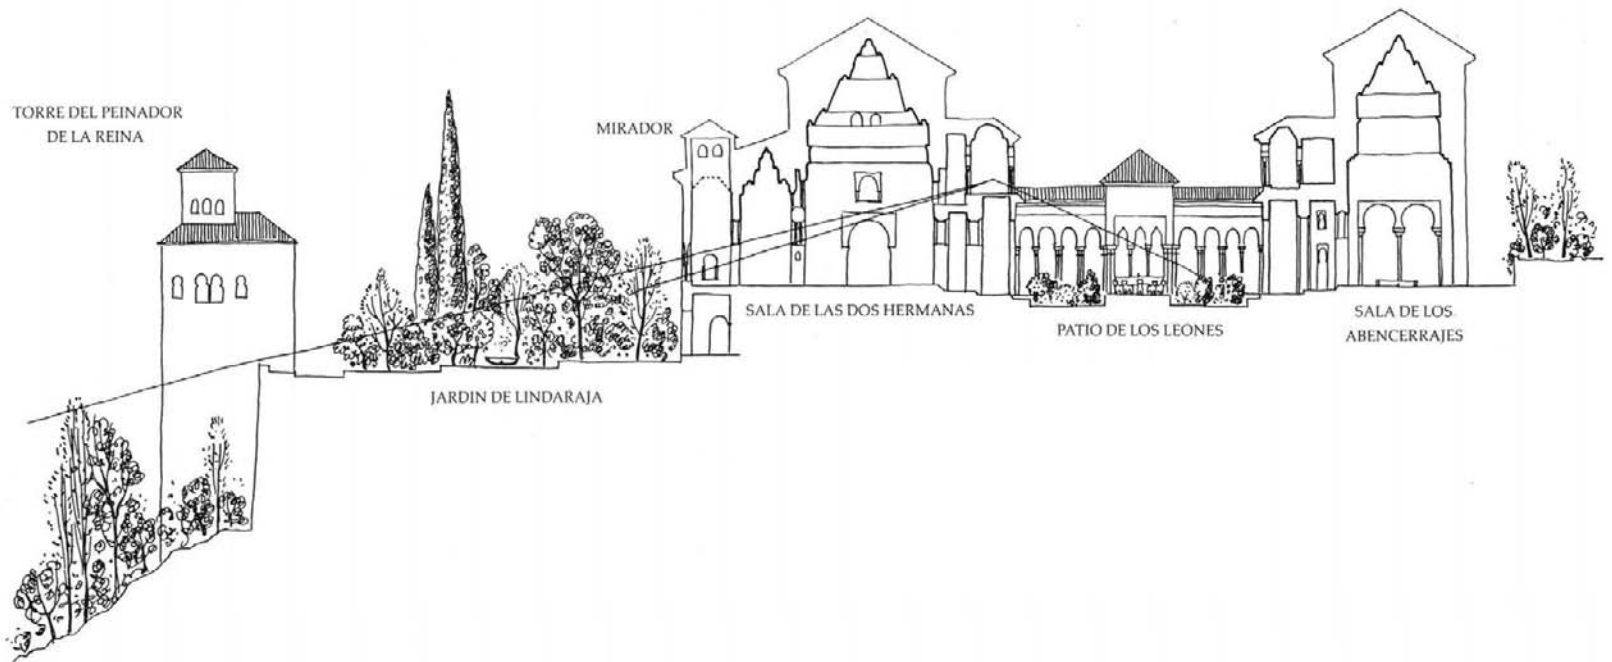 TORRE DEL PEINADOR
DE LA REINA
MIRADOR
SALA DE LAS DOS HERMANAS
PATIO DE LOS LEONES
SALA DE LOS
ABENCERRAJES
JARDIN DE LINDARAJA